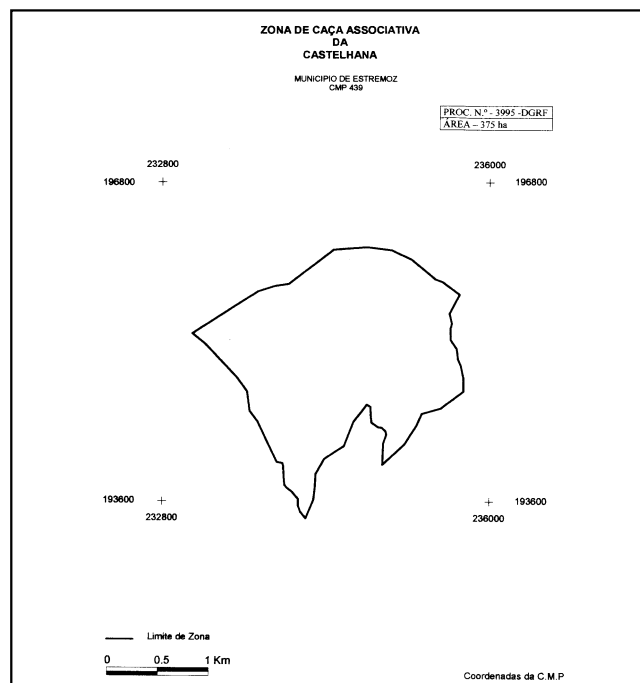 ZONA DE CAÇA ASSOCIATIVA
DA
CASTELHANA
MUNICIPIO DE ESTREMOZ
CMP 439
PROC. N.º - 3995 -DGRF
ÁREA – 375 ha
232800
236000
196800
196800
193600
193600
232800
236000
Limite de Zona
0 0.5 1 Km
Coordenadas da C.M.P